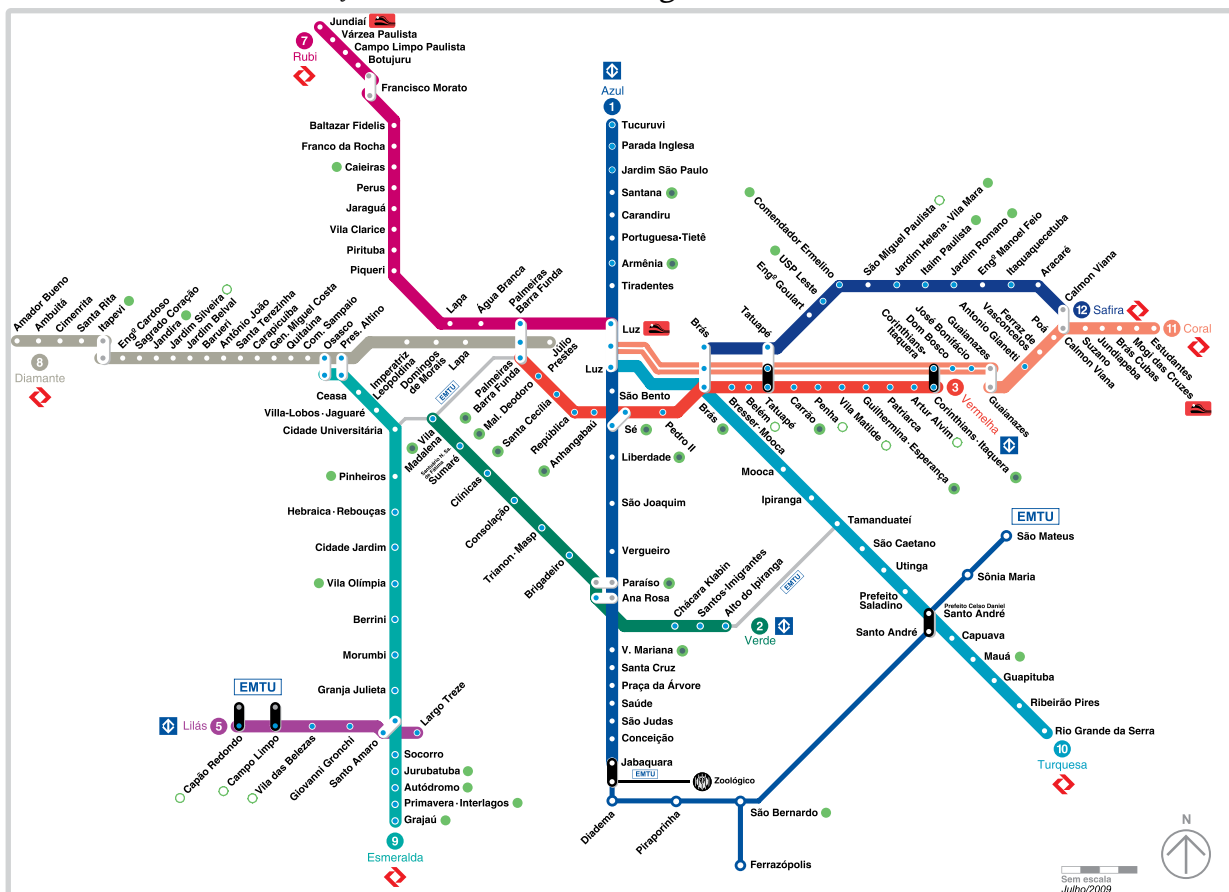 Jundiaí
Várzea Paulista
Campo Limpo Paulista
Botujuru
7
Rubi
Francisco Morato
Baltazar Fidelis
Franco da Rocha
Caieiras
Perus
Jaraguá
Vila Clarice
Pirituba
Piqueri
Lapa
Água Branca
Palmeiras
Barra Funda
Luz
Azul
1
Tucuruvi
Parada Inglesa
Jardim São Paulo
Santana
Carandiru
Portuguesa·Tietê
Armênia
Tiradentes
Luz
São Bento
Sé
Liberdade
São Joaquim
Vergueiro
Paraíso
Ana Rosa
V. Mariana
Santa Cruz
Praça da Árvore
Saúde
São Judas
Conceição
Jabaquara
EMTU
Zoológico
Amador Bueno
Ambuitá
Cimenrita
Santa Rita
Itapevi
Engº Cardoso
Sagrado Coração
Jandira
Jardim Silveira
Jardim Belval
Barueri
Antônio João
Santa Terezinha
Carapicuiba
Gen. Miguel Costa
Quitaúna
Com. Sampaio
Osasco
Pres. Altino
Imperatriz
Leopoldina
Domingos
de Morais
Lapa
Júlio
Prestes
8
Diamante
Ceasa
Villa-Lobos·Jaguaré
Cidade Universitária
Pinheiros
Hebraica·Rebouças
Cidade Jardim
Vila Olímpia
Berrini
Morumbi
Granja Julieta
Socorro
Jurubatuba
Autódromo
Primavera·Interlagos
Grajaú
9
Esmeralda
EMTU
Lilás
5
Capão Redondo
Campo Limpo
Vila das Belezas
Giovanni Gronchi
Santo Amaro
Largo Treze
EMTU
Vila
Madalena
Santuário N. Sa.
de Fátima
Sumaré
Clínicas
Consolação
Trianon·Masp
Brigadeiro
Chácara Klabin
Santos-Imigrantes
Alto do Ipiranga
2
Verde
EMTU
Palmeiras
Barra Funda
Mal. Deodoro
Santa Cecília
República
Anhangabaú
Pedro II
Brás
Bresser·Mooca
Belém
Tatuapé
Carrão
Penha
Vila Matilde
Guilhermina·Esperança
Patriarca
Artur Alvim
Corinthians·Itaquera
3
Vermelha
Brás
Tatuapé
Engº Goulart
USP Leste
Comendador Ermelino
São Miguel Paulista
Jardim Helena·Vila Mara
Itaim Paulista
Jardim Romano
Engº Manoel Feio
Itaquaquecetuba
Aracaré
Calmon Viana
12
Safira
Corinthians-
Itaquera
Dom Bosco
José Bonifácio
Guaianazes
Guaianazes
Antonio Gianetti
Ferraz de
Vasconcelos
Poá
Calmon Viana
Suzano
Jundiapeba
Brás Cubas
Mogi das Cruzes
Estudantes
11
Coral
Mooca
Ipiranga
Tamanduateí
São Caetano
Utinga
Prefeito
Saladino
Prefeito Celso Daniel
Santo André
Capuava
Mauá
Guapituba
Ribeirão Pires
Rio Grande da Serra
10
Turquesa
EMTU
São Mateus
Sônia Maria
Santo André
Diadema
Piraporinha
São Bernardo
Ferrazópolis
N
Sem escala
Julho/2009